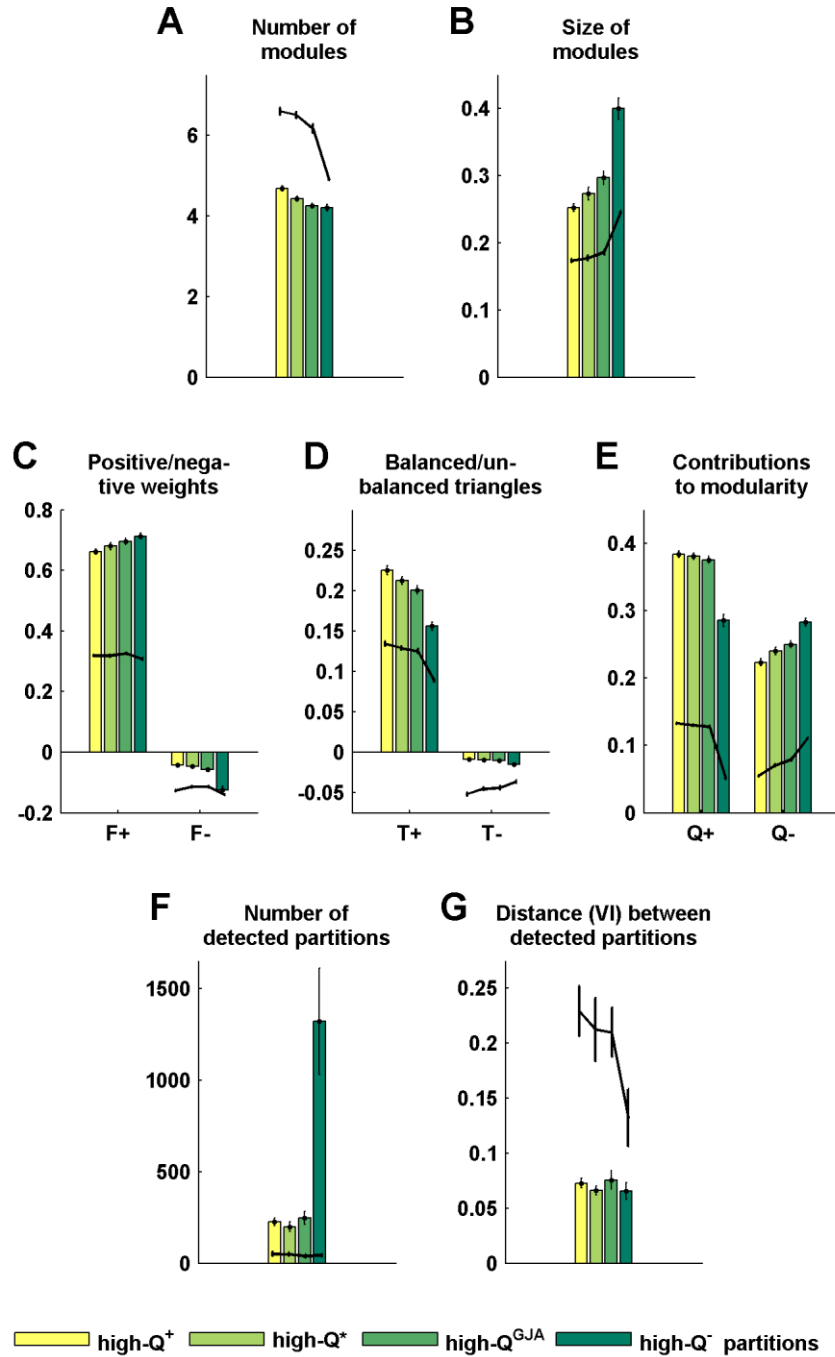 A Number of modules
6
4
2
0
B Size of modules
0.4
0.3
0.2
0.1
0
C Positive/nega-
tive weights
0.8
0.6
0.4
0.2
0
-0.2
F+ F-
D Balanced/un-
balanced triangles
0.25
0.2
0.15
0.1
0.05
0
-0.05
T+ T-
E Contributions
to modularity
0.4
0.3
0.2
0.1
0
Q+ Q-
F Number of
detected partitions
1500
1000
500
0
G Distance (VI) between
detected partitions
0.25
0.2
0.15
0.1
0.05
0
high-Q+ high-Q* high-QGJA high-Q- partitions